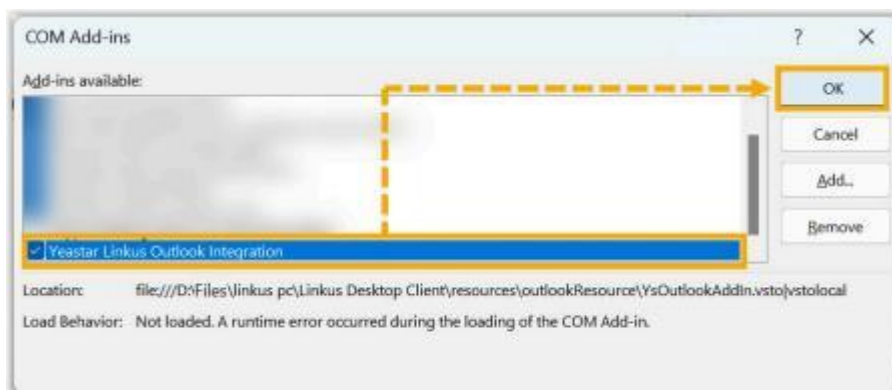 COM Add-ins
?
Add-ins available:
OK
Cancel
Add...
Remove
Yeastar Linkus Outlook Integration
Location: file:///D:\Files\linkus pc\Linkus Desktop Client\resources\outlookResource\YsOutlookAddIn.vsto|vstolocal
Load Behavior: Not loaded. A runtime error occurred during the loading of the COM Add-in.